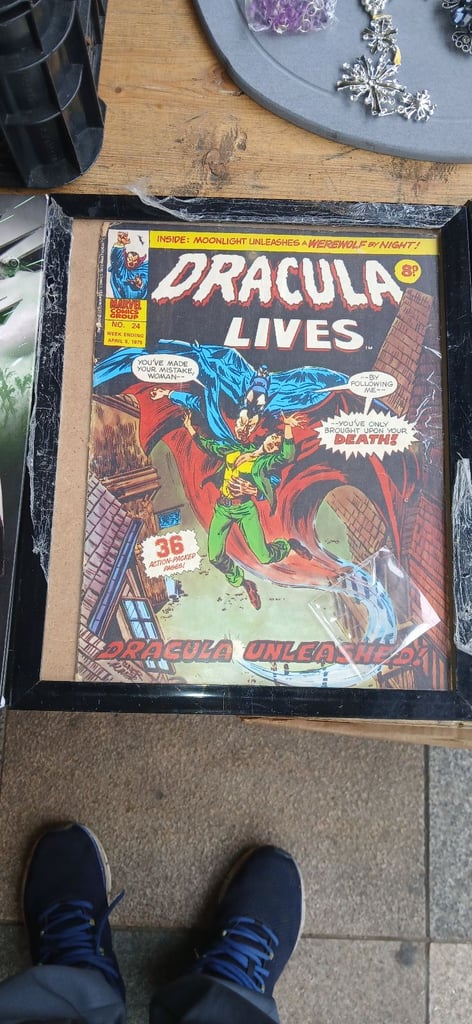 INSIDE: MOONLIGHT UNLEASHES A WEREWOLF BY NIGHT!
DRACULA
LIVES
TM
8P
MARVEL
COMICS
GROUP
NO. 24
WEEK ENDING
APRIL 5, 1975
YOU'VE MADE
YOUR MISTAKE,
WOMAN--
--BY
FOLLOWING
ME--
--YOU'VE ONLY
BROUGHT UPON YOUR
DEATH!
36
ACTION-PACKED
PAGES!
DRACULA UNLEASHED!